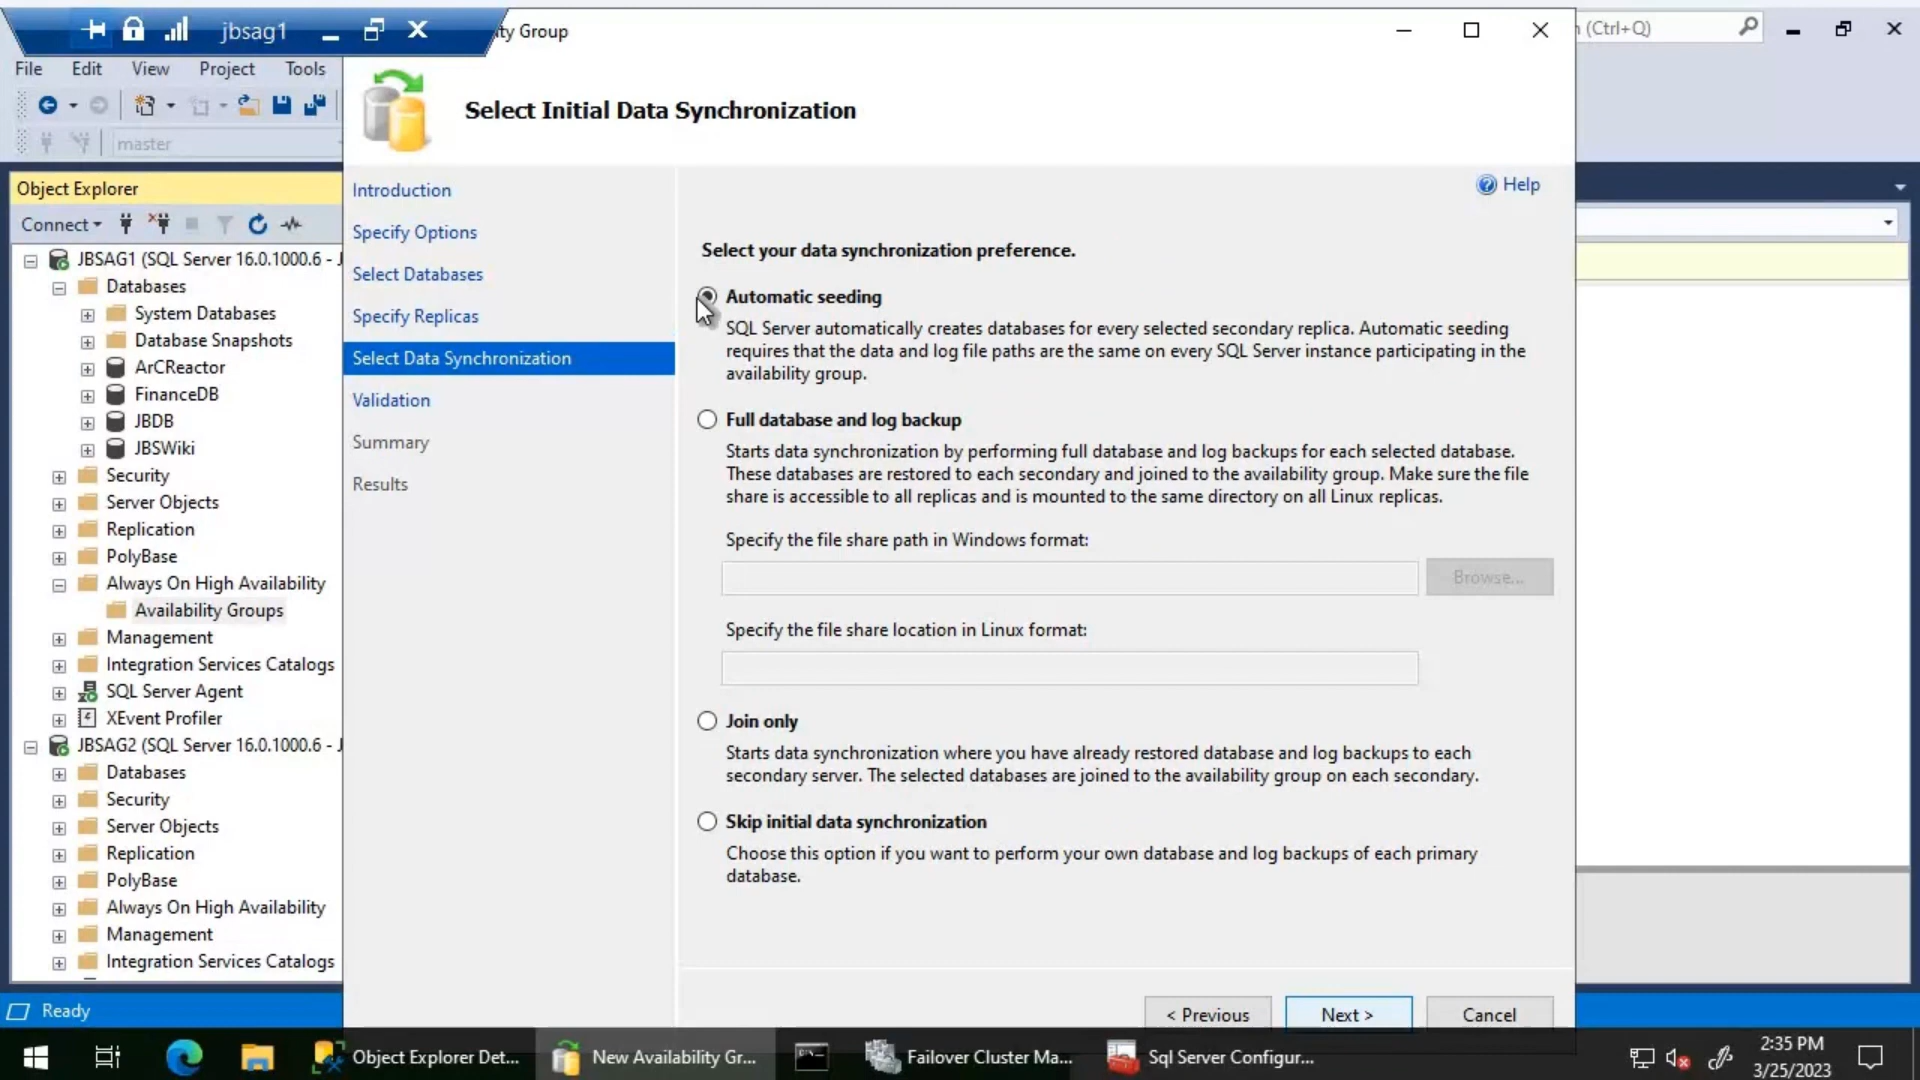 jbsag1
ty Group
(Ctrl+Q)
File Edit View Project Tools
master
Select Initial Data Synchronization
Object Explorer
Connect
JBSAG1 (SQL Server 16.0.1000.6 - J
Databases
System Databases
Database Snapshots
ArCReactor
FinanceDB
JBDB
JBSWiki
Security
Server Objects
Replication
PolyBase
Always On High Availability
Availability Groups
Management
Integration Services Catalogs
SQL Server Agent
XEvent Profiler
JBSAG2 (SQL Server 16.0.1000.6 - J
Databases
Security
Server Objects
Replication
PolyBase
Always On High Availability
Management
Integration Services Catalogs
Ready
Introduction
Specify Options
Select Databases
Specify Replicas
Select Data Synchronization
Validation
Summary
Results
Help
Select your data synchronization preference.
Automatic seeding
SQL Server automatically creates databases for every selected secondary replica. Automatic seeding
requires that the data and log file paths are the same on every SQL Server instance participating in the
availability group.
Full database and log backup
Starts data synchronization by performing full database and log backups for each selected database.
These databases are restored to each secondary and joined to the availability group. Make sure the file
share is accessible to all replicas and is mounted to the same directory on all Linux replicas.
Specify the file share path in Windows format:
Browse...
Specify the file share location in Linux format:
Join only
Starts data synchronization where you have already restored database and log backups to each
secondary server. The selected databases are joined to the availability group on each secondary.
Skip initial data synchronization
Choose this option if you want to perform your own database and log backups of each primary
database.
< Previous
Next >
Cancel
Object Explorer Det...
New Availability Gr...
Failover Cluster Ma...
Sql Server Configur...
2:35 PM
3/25/2023